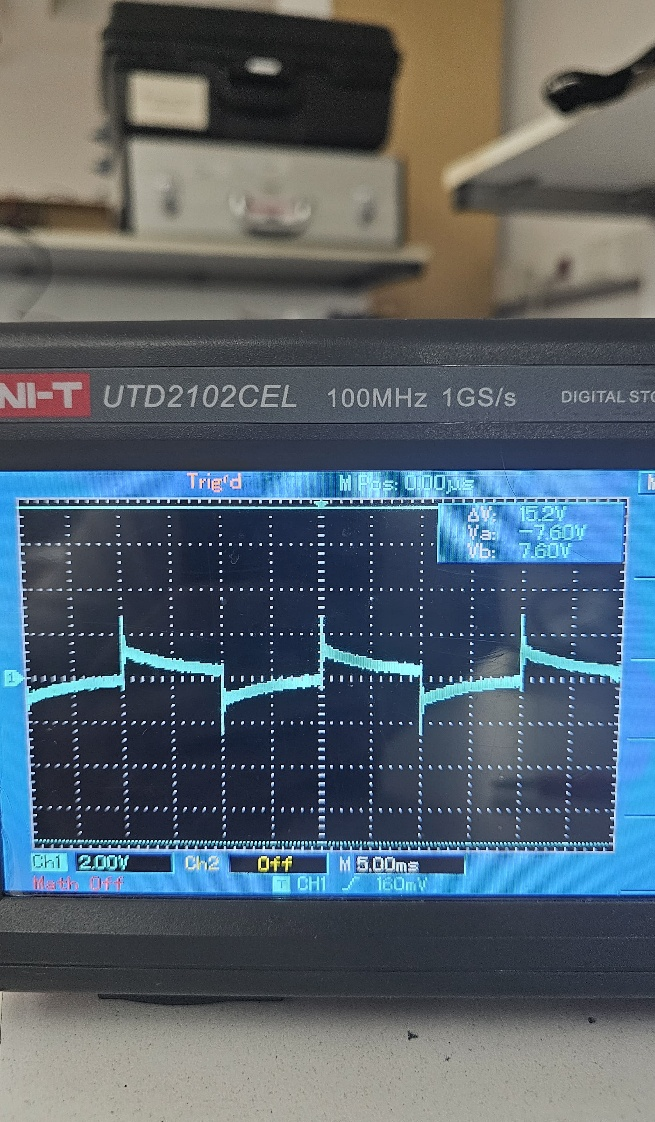 NI-T UTD2102CEL 100MHz 1GS/s DIGITAL STO
Trig'd M Pos: 0.00μs M
ΔV: 15.2V
Va: -7.60V
Vb: 7.60V
1
Ch1 2.00V Ch2 Off M 5.00ms
Math Off T CH1 160mV